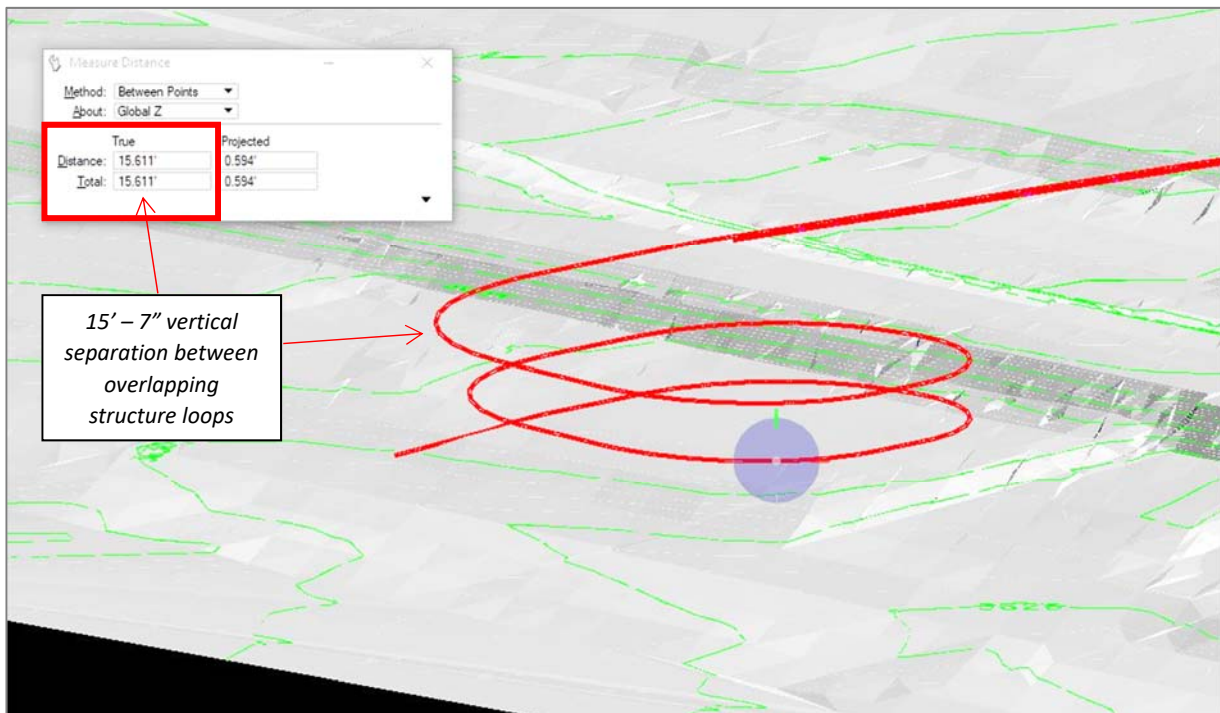 Measure Distance
Method: Between Points
About: Global Z
True Projected
Distance: 15.611' 0.594'
Total: 15.611' 0.594'
15’ – 7” vertical
separation between
overlapping
structure loops